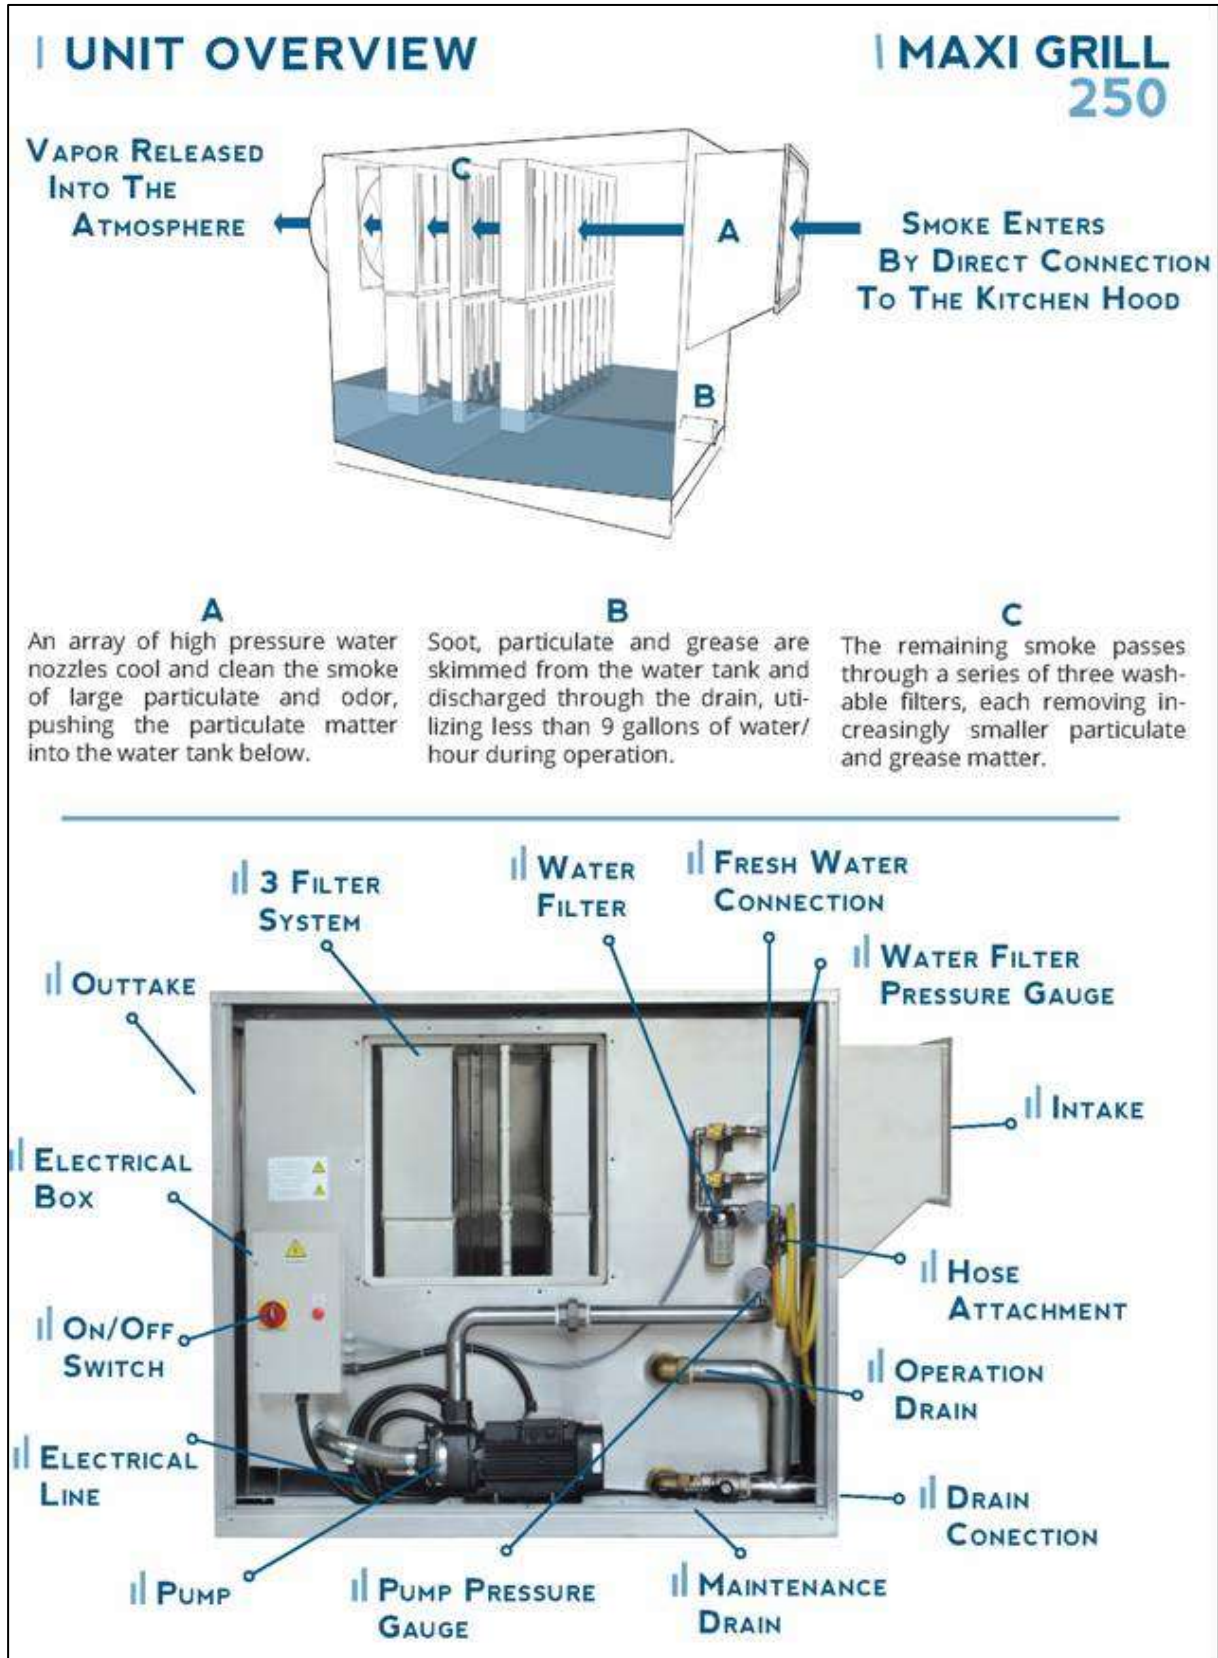 UNIT OVERVIEW
MAXI GRILL
250
VAPOR RELEASED
INTO THE
ATMOSPHERE
C
A
SMOKE ENTERS
BY DIRECT CONNECTION
TO THE KITCHEN HOOD
B
A
An array of high pressure water
nozzles cool and clean the smoke
of large particulate and odor,
pushing the particulate matter
into the water tank below.
B
Soot, particulate and grease are
skimmed from the water tank and
discharged through the drain, uti-
lizing less than 9 gallons of water/
hour during operation.
C
The remaining smoke passes
through a series of three wash-
able filters, each removing in-
creasingly smaller particulate
and grease matter.
3 FILTER
SYSTEM
WATER
FILTER
FRESH WATER
CONNECTION
WATER FILTER
PRESSURE GAUGE
OUTTAKE
INTAKE
ELECTRICAL
BOX
HOSE
ATTACHMENT
ON/OFF
SWITCH
OPERATION
DRAIN
ELECTRICAL
LINE
DRAIN
CONECTION
PUMP
PUMP PRESSURE
GAUGE
MAINTENANCE
DRAIN